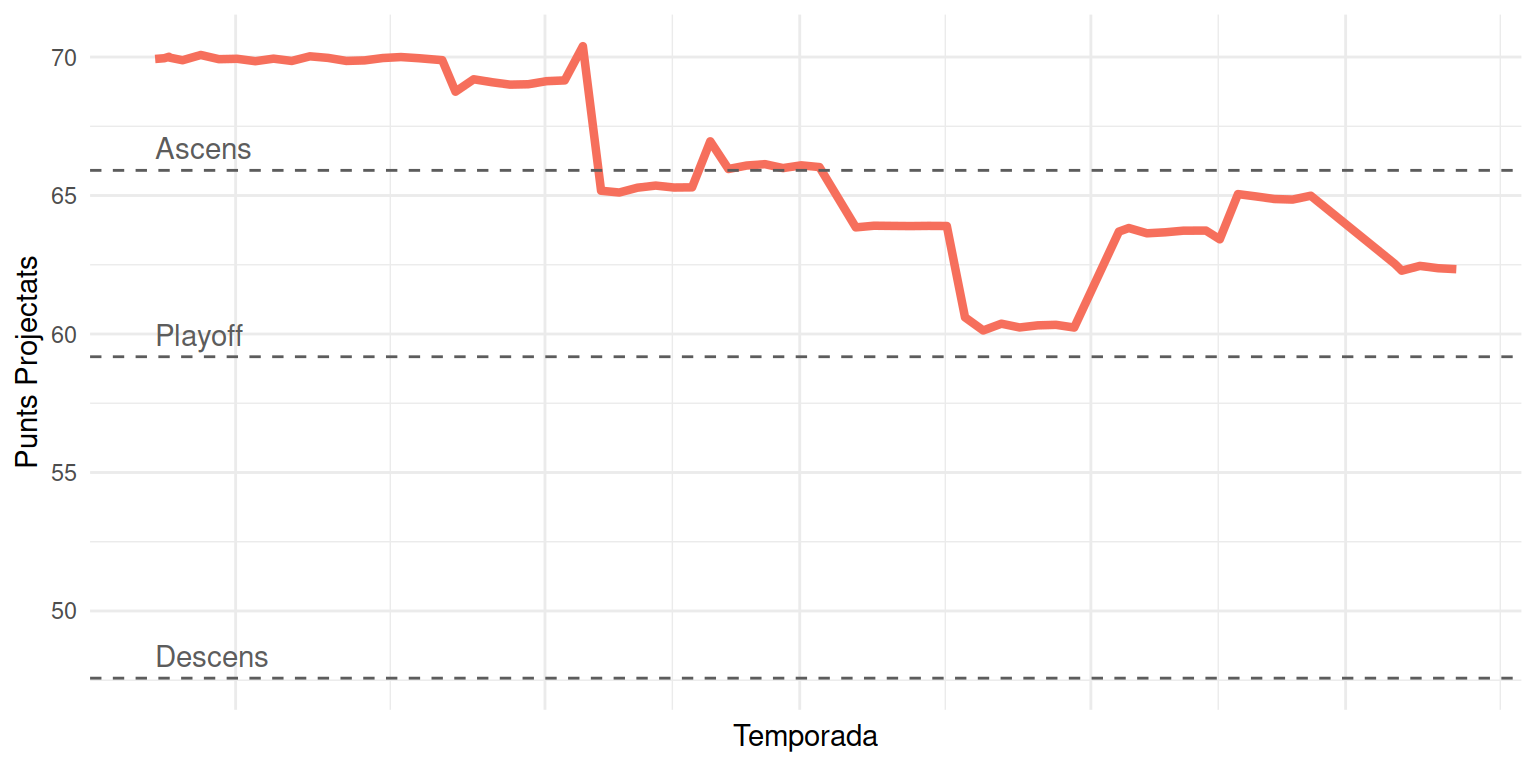 70
Ascens
65
Playoff
60
55
50
Descens
Punts Projectats
Temporada